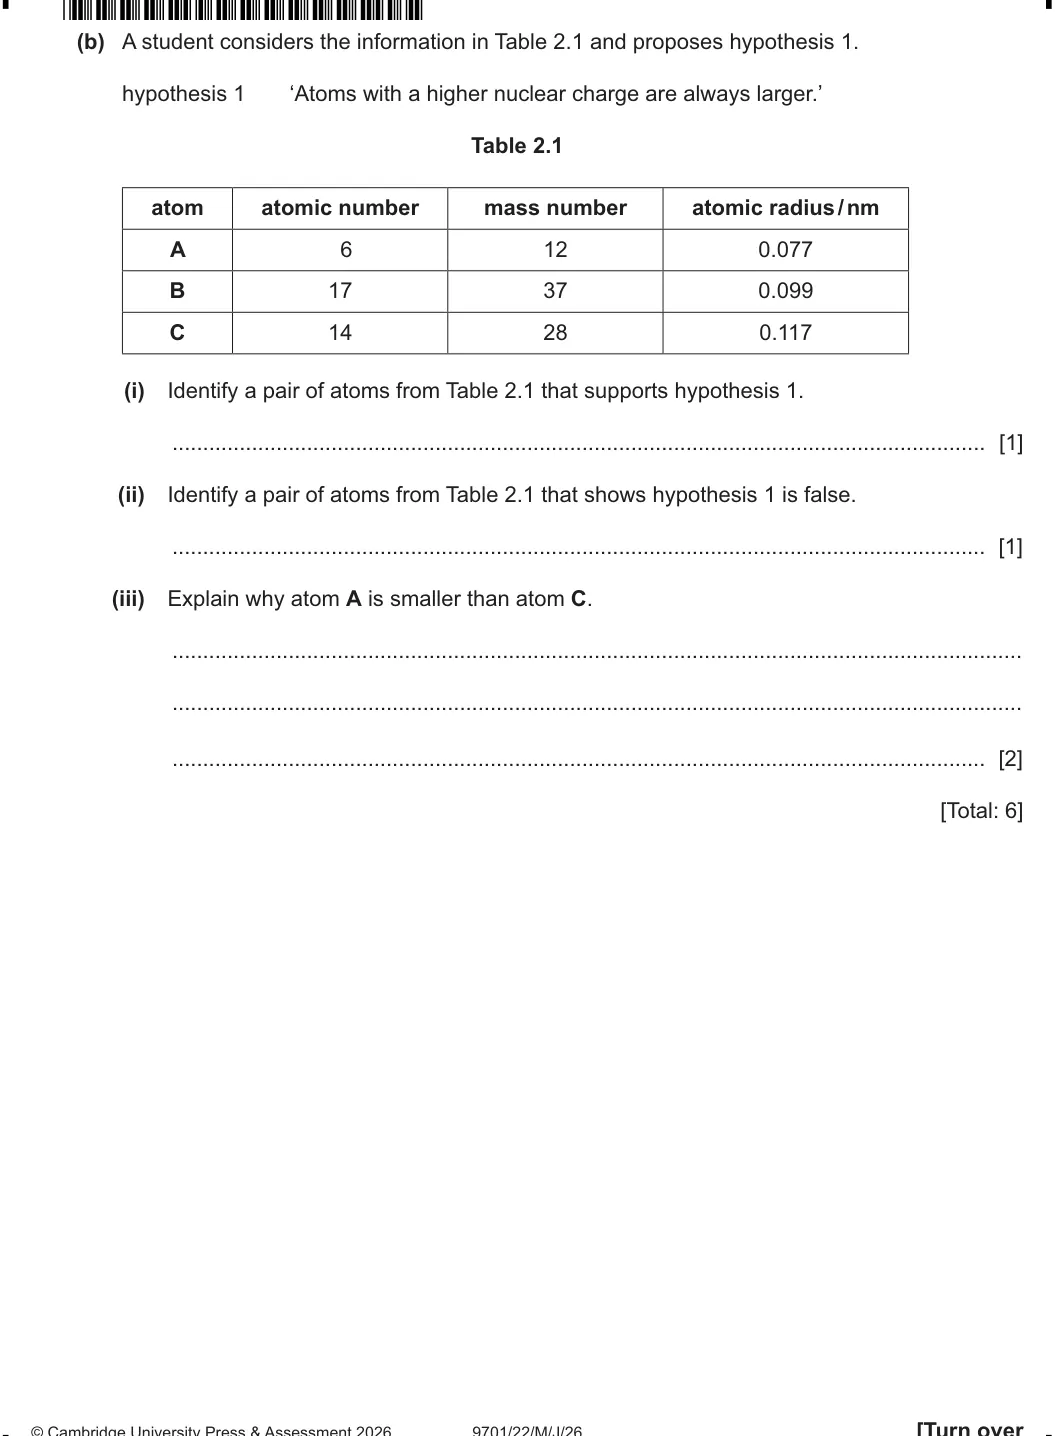 (b) A student considers the information in Table 2.1 and proposes hypothesis 1.
hypothesis 1 ‘Atoms with a higher nuclear charge are always larger.’
Table 2.1
atom atomic number mass number atomic radius / nm
A 6 12 0.077
B 17 37 0.099
C 14 28 0.117
(i) Identify a pair of atoms from Table 2.1 that supports hypothesis 1.
.......................................................................................................................................... [1]
(ii) Identify a pair of atoms from Table 2.1 that shows hypothesis 1 is false.
.......................................................................................................................................... [1]
(iii) Explain why atom A is smaller than atom C.
................................................................................................................................................
................................................................................................................................................
.......................................................................................................................................... [2]
[Total: 6]
© Cambridge University Press & Assessment 2026 9701/22/M/J/26 [Turn over